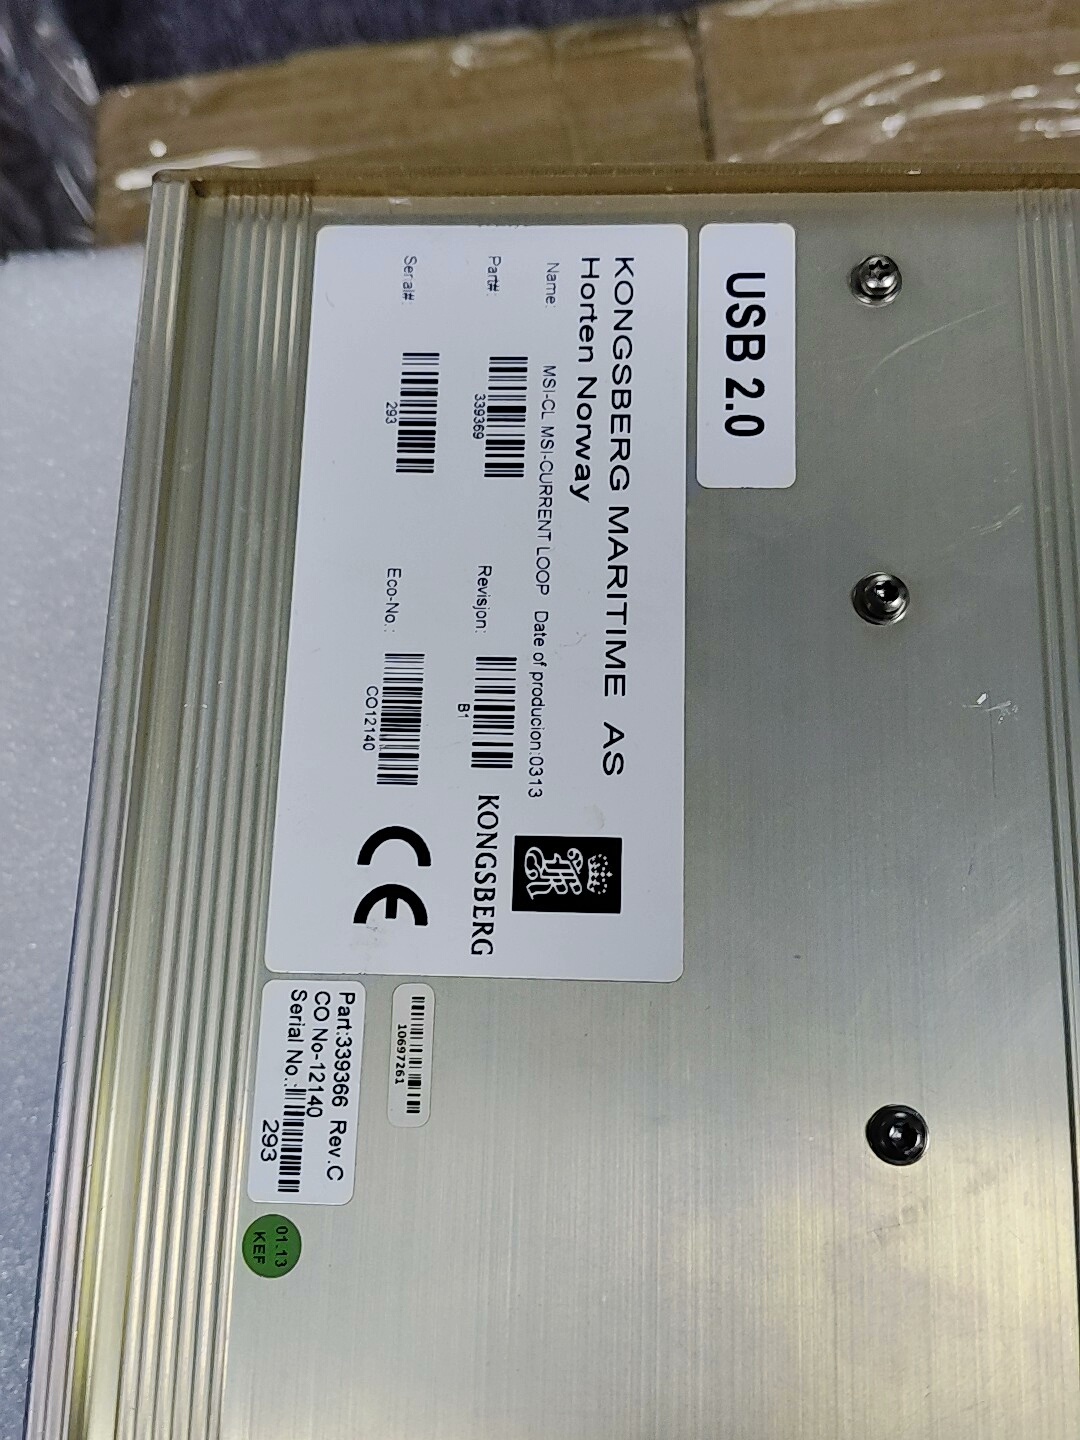 USB 2.0
KONGSBERG MARITIME AS
Horten Norway
Name: MSI-CL MSI-CURRENT LOOP Date of producion:0313
Part#: 339369
Revisjon: B1
Serial#: 293
Eco-No.: CO12140
KONGSBERG
CE
10697261
Part:339366 Rev.C
CO No-12140
Serial No.:
293
01.13
KEF